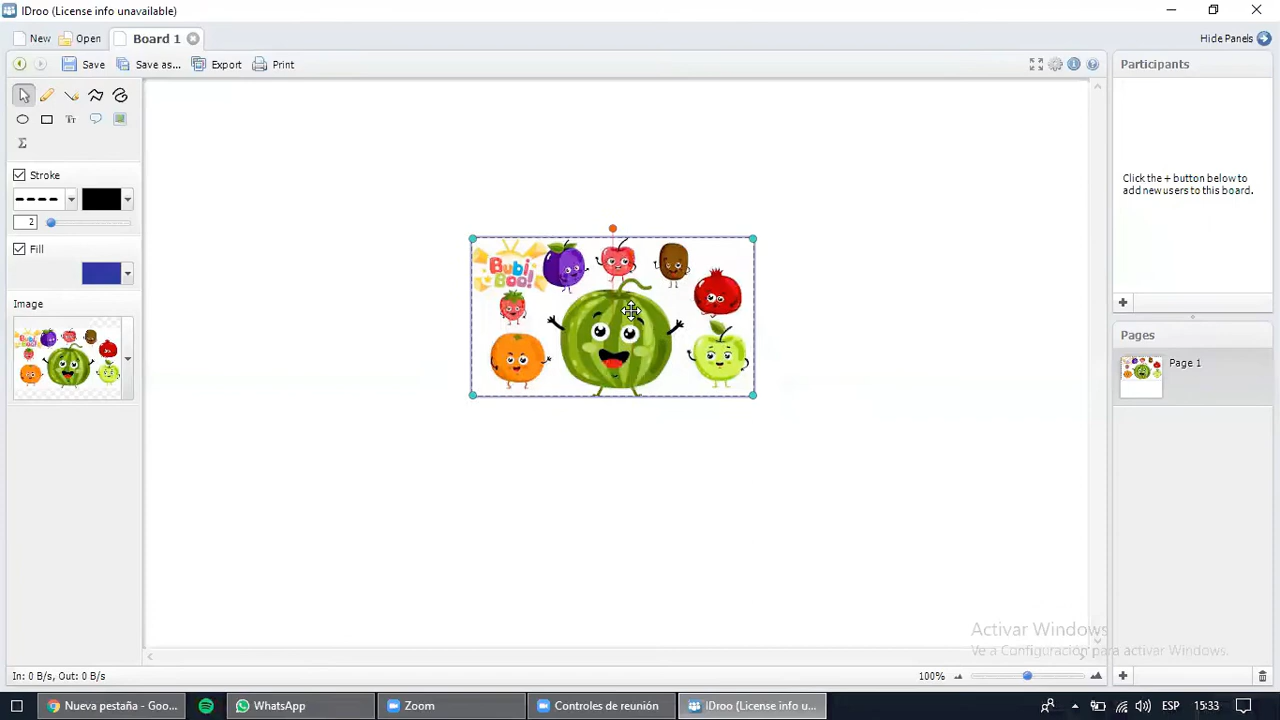 IDroo (License info unavailable)
New
Open
Board 1
Hide Panels
Save
Save as...
Export
Print
Participants
Click the + button below to
add new users to this board.
Stroke
2
Fill
Image
Bubi
Boo!
Pages
Page 1
Activar Windows
Ve a Configuración para activar Windows.
In: 0 B/s, Out: 0 B/s
100%
Nueva pestaña - Goo...
WhatsApp
Zoom
Controles de reunión
IDroo (License info u...
ESP
15:33